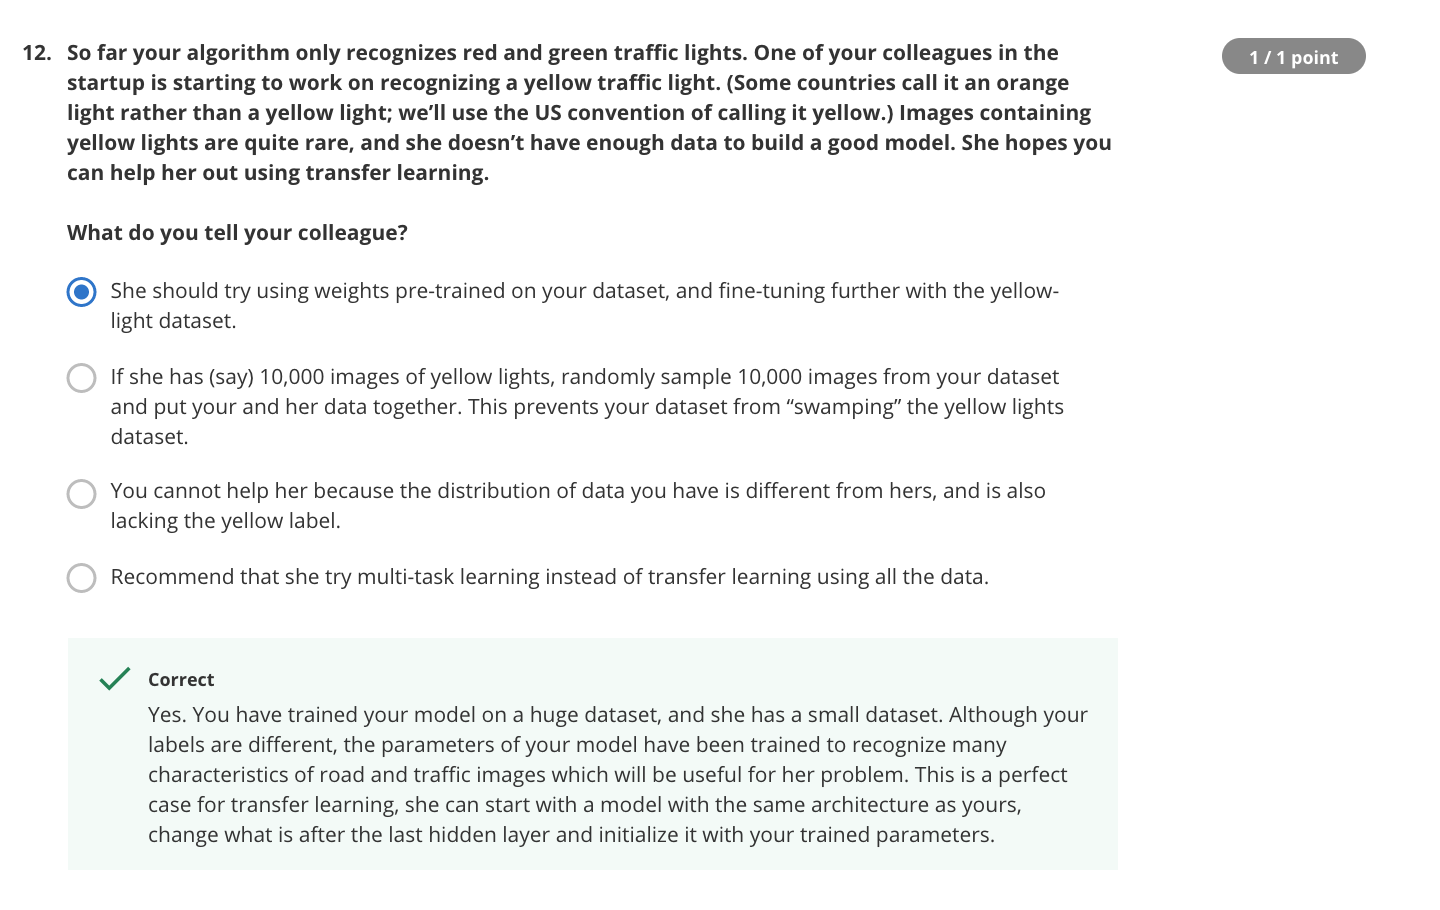 12. So far your algorithm only recognizes red and green traffic lights. One of your colleagues in the
1 / 1 point
startup is starting to work on recognizing a yellow traffic light. (Some countries call it an orange
light rather than a yellow light; we’ll use the US convention of calling it yellow.) Images containing
yellow lights are quite rare, and she doesn’t have enough data to build a good model. She hopes you
can help her out using transfer learning.
What do you tell your colleague?
She should try using weights pre-trained on your dataset, and fine-tuning further with the yellow-
light dataset.
If she has (say) 10,000 images of yellow lights, randomly sample 10,000 images from your dataset
and put your and her data together. This prevents your dataset from “swamping” the yellow lights
dataset.
You cannot help her because the distribution of data you have is different from hers, and is also
lacking the yellow label.
Recommend that she try multi-task learning instead of transfer learning using all the data.
Correct
Yes. You have trained your model on a huge dataset, and she has a small dataset. Although your
labels are different, the parameters of your model have been trained to recognize many
characteristics of road and traffic images which will be useful for her problem. This is a perfect
case for transfer learning, she can start with a model with the same architecture as yours,
change what is after the last hidden layer and initialize it with your trained parameters.